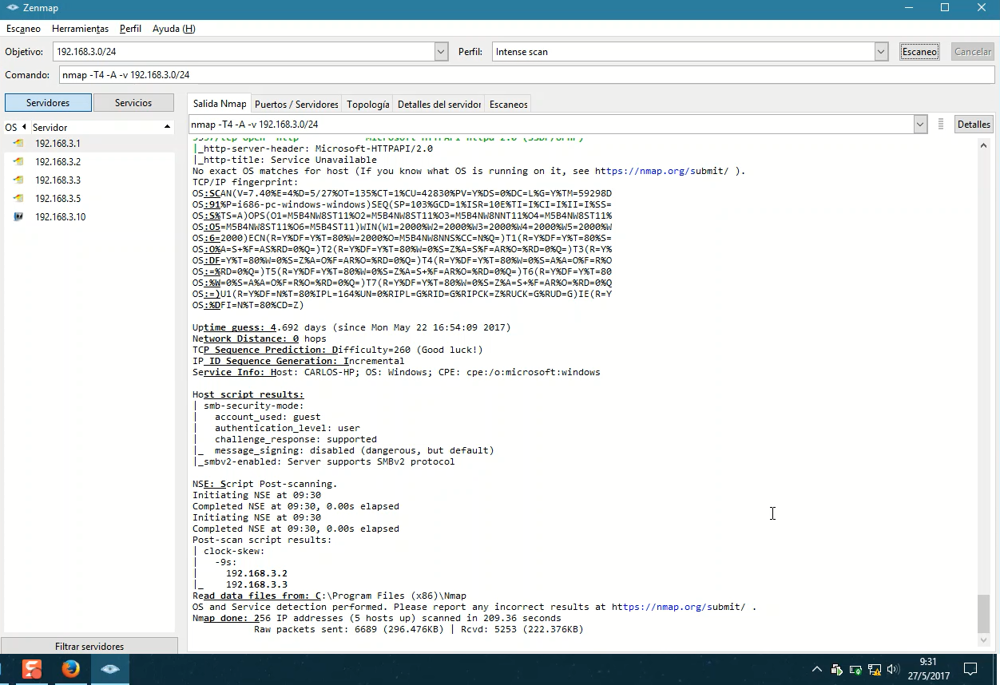 Zenmap
Escaneo Herramientas Perfil Ayuda (H)
Objetivo: 192.168.3.0/24 Perfil: Intense scan Escaneo Cancelar
Comando: nmap -T4 -A -v 192.168.3.0/24
Servidores Servicios
OS Servidor
192.168.3.1
192.168.3.2
192.168.3.3
192.168.3.5
192.168.3.10
Filtrar servidores
Salida Nmap Puertos / Servidores Topología Detalles del servidor Escaneos
nmap -T4 -A -v 192.168.3.0/24 Detalles
|_http-server-header: Microsoft-HTTPAPI/2.0
|_http-title: Service Unavailable
No exact OS matches for host (If you know what OS is running on it, see https://nmap.org/submit/ ).
TCP/IP fingerprint:
OS:SCAN(V=7.40%E=4%D=5/27%OT=135%CT=1%CU=42830%PV=Y%DS=0%DC=L%G=Y%TM=59298D
OS:91%P=i686-pc-windows-windows)SEQ(SP=103%GCD=1%ISR=10E%TI=I%CI=I%II=I%SS=
OS:S%TS=A)OPS(O1=M5B4NW8ST11%O2=M5B4NW8ST11%O3=M5B4NW8NNT11%O4=M5B4NW8ST11%
OS:O5=M5B4NW8ST11%O6=M5B4ST11)WIN(W1=2000%W2=2000%W3=2000%W4=2000%W5=2000%W
OS:6=2000)ECN(R=Y%DF=Y%T=80%W=2000%O=M5B4NW8NNS%CC=N%Q=)T1(R=Y%DF=Y%T=80%S=
OS:O%A=S+%F=AS%RD=0%Q=)T2(R=Y%DF=Y%T=80%W=0%S=Z%A=S%F=AR%O=%RD=0%Q=)T3(R=Y%
OS:DF=Y%T=80%W=0%S=Z%A=O%F=AR%O=%RD=0%Q=)T4(R=Y%DF=Y%T=80%W=0%S=A%A=O%F=R%O
OS:=%RD=0%Q=)T5(R=Y%DF=Y%T=80%W=0%S=Z%A=S+%F=AR%O=%RD=0%Q=)T6(R=Y%DF=Y%T=80
OS:%W=0%S=A%A=O%F=R%O=%RD=0%Q=)T7(R=Y%DF=Y%T=80%W=0%S=Z%A=S+%F=AR%O=%RD=0%Q
OS:=)U1(R=Y%DF=N%T=80%IPL=164%UN=0%RIPL=G%RID=G%RIPCK=Z%RUCK=G%RUD=G)IE(R=Y
OS:%DFI=N%T=80%CD=Z)
Uptime guess: 4.692 days (since Mon May 22 16:54:09 2017)
Network Distance: 0 hops
TCP Sequence Prediction: Difficulty=260 (Good luck!)
IP ID Sequence Generation: Incremental
Service Info: Host: CARLOS-HP; OS: Windows; CPE: cpe:/o:microsoft:windows
Host script results:
| smb-security-mode:
|   account_used: guest
|   authentication_level: user
|   challenge_response: supported
|_  message_signing: disabled (dangerous, but default)
|_smbv2-enabled: Server supports SMBv2 protocol
NSE: Script Post-scanning.
Initiating NSE at 09:30
Completed NSE at 09:30, 0.00s elapsed
Initiating NSE at 09:30
Completed NSE at 09:30, 0.00s elapsed
Post-scan script results:
| clock-skew:
|   -9s:
|     192.168.3.2
|_    192.168.3.3
Read data files from: C:\Program Files (x86)\Nmap
OS and Service detection performed. Please report any incorrect results at https://nmap.org/submit/ .
Nmap done: 256 IP addresses (5 hosts up) scanned in 209.36 seconds
Raw packets sent: 6689 (296.476KB) | Rcvd: 5253 (222.376KB)
9:31
27/5/2017